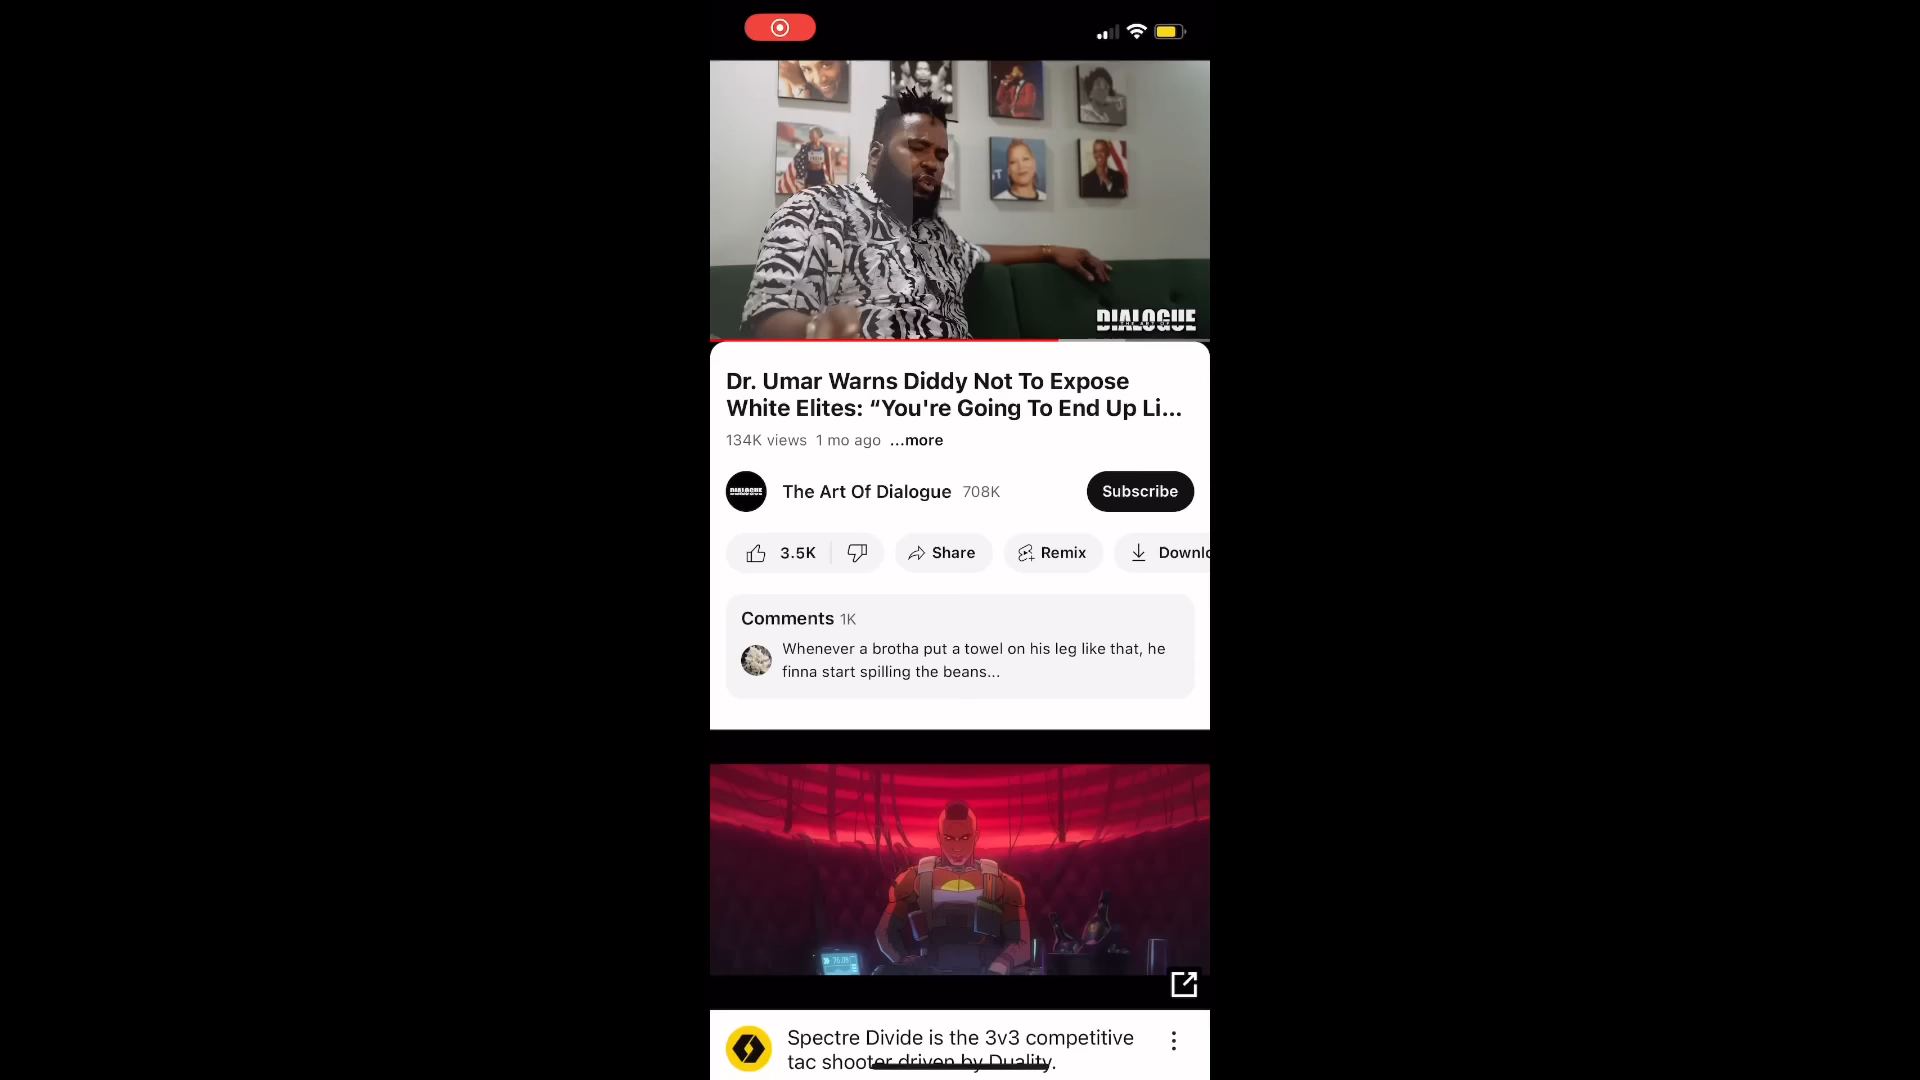 DIALOGUE
Dr. Umar Warns Diddy Not To Expose
White Elites: “You're Going To End Up Li...
134K views 1 mo ago ...more
DIALOGUE
The Art Of Dialogue 708K
Subscribe
3.5K
Share
Remix
Downlo
Comments 1K
Whenever a brotha put a towel on his leg like that, he
finna start spilling the beans...
Spectre Divide is the 3v3 competitive
tac shooter driven by Duality.